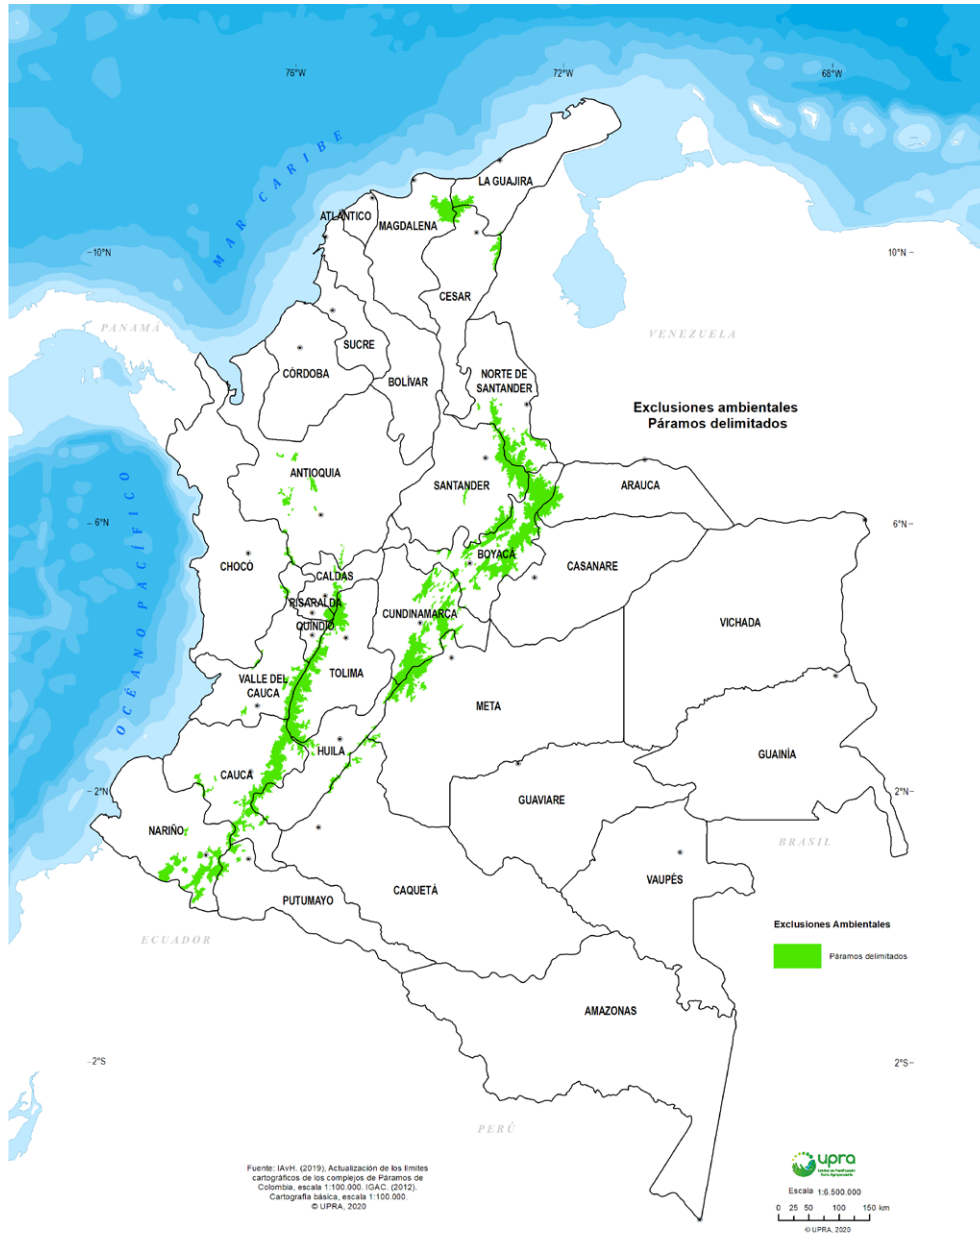 76°W
72°W
68°W
MAR CARIBE
LA GUAJIRA
ATLÁNTICO
MAGDALENA
10°N
10°N
CESAR
PANAMÁ
VENEZUELA
SUCRE
CÓRDOBA
BOLÍVAR
NORTE DE
SANTANDER
Exclusiones ambientales
Páramos delimitados
ANTIOQUIA
SANTANDER
ARAUCA
OCÉANO PACÍFICO
6°N
6°N
CHOCÓ
BOYACÁ
CASANARE
CALDAS
RISARALDA
CUNDINAMARCA
QUINDÍO
VICHADA
TOLIMA
VALLE DEL
CAUCA
META
HUILA
GUAINÍA
CAUCA
2°N
2°N
GUAVIARE
NARIÑO
BRASIL
VAUPÉS
CAQUETÁ
PUTUMAYO
ECUADOR
Exclusiones Ambientales
Páramos delimitados
AMAZONAS
2°S
2°S
PERÚ
Fuente: IAvH. (2019). Actualización de los límites
cartográficos de los complejos de Páramos de
Colombia, escala 1:100.000. IGAC. (2012).
Cartografía básica, escala 1:100.000.
© UPRA, 2020
upra
Escala 1:6.500.000
0 25 50 100 150 km
© UPRA, 2020